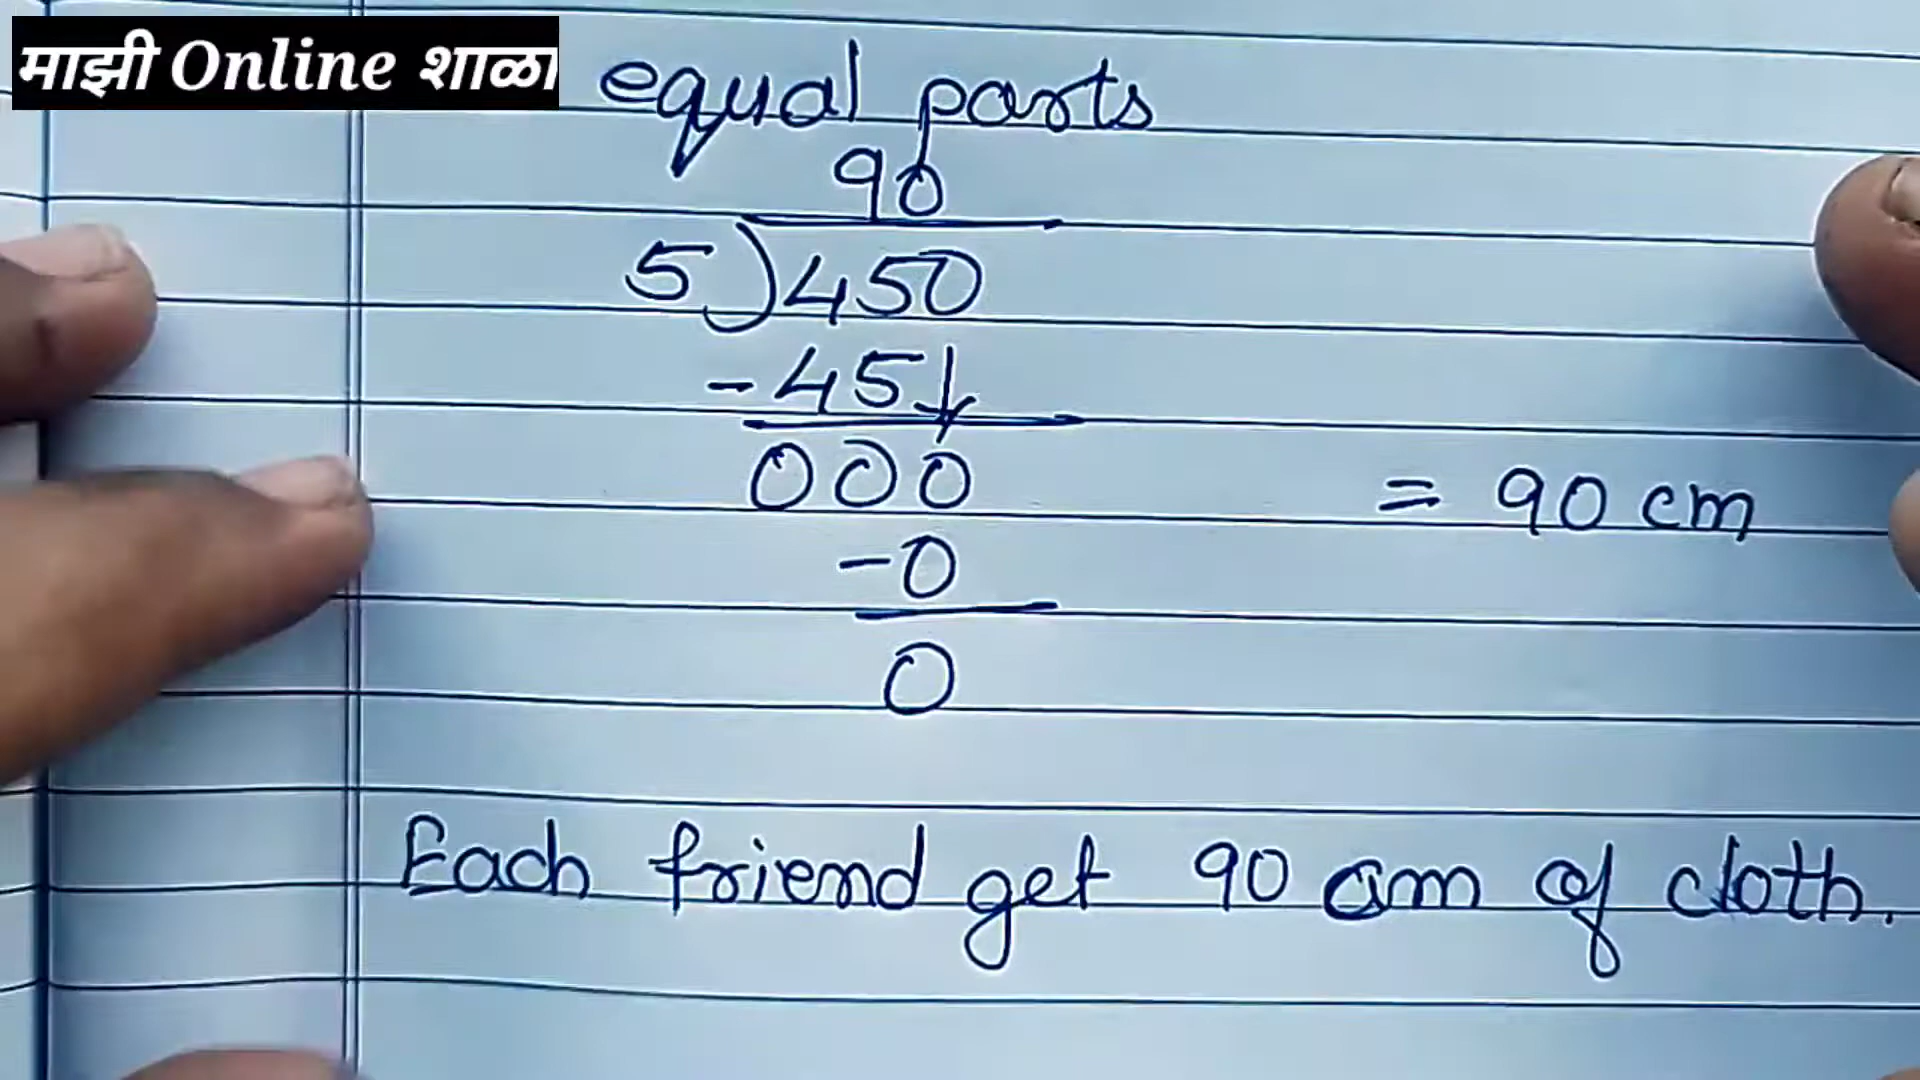 माझी Online शाळा
equal parts
90
5)450
-45↓
000
= 90 cm
-0
0
Each friend get 90 cm of cloth.